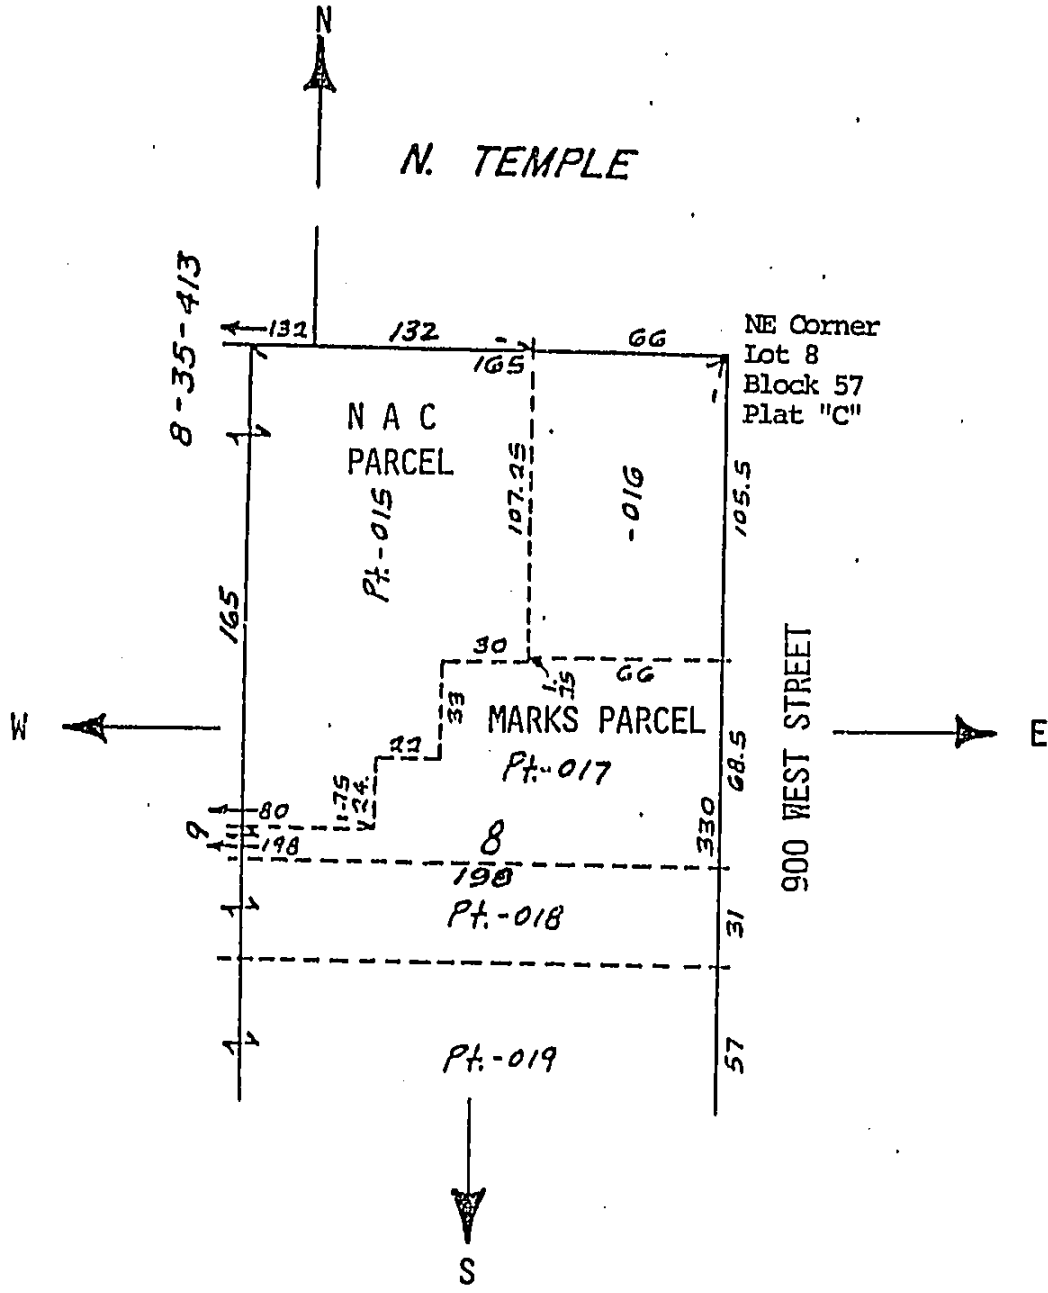 N
N. TEMPLE
8-35-413
132
132
165
66
NE Corner
Lot 8
Block 57
Plat "C"
N A C
PARCEL
Pt.-015
107.25
-016
105.5
165
30
33
1.75
66
MARKS PARCEL
Pt.-017
W
E
900 WEST STREET
22
24.
68.5
330
80
9
198
8
198
Pt.-018
31
Pt.-019
57
S